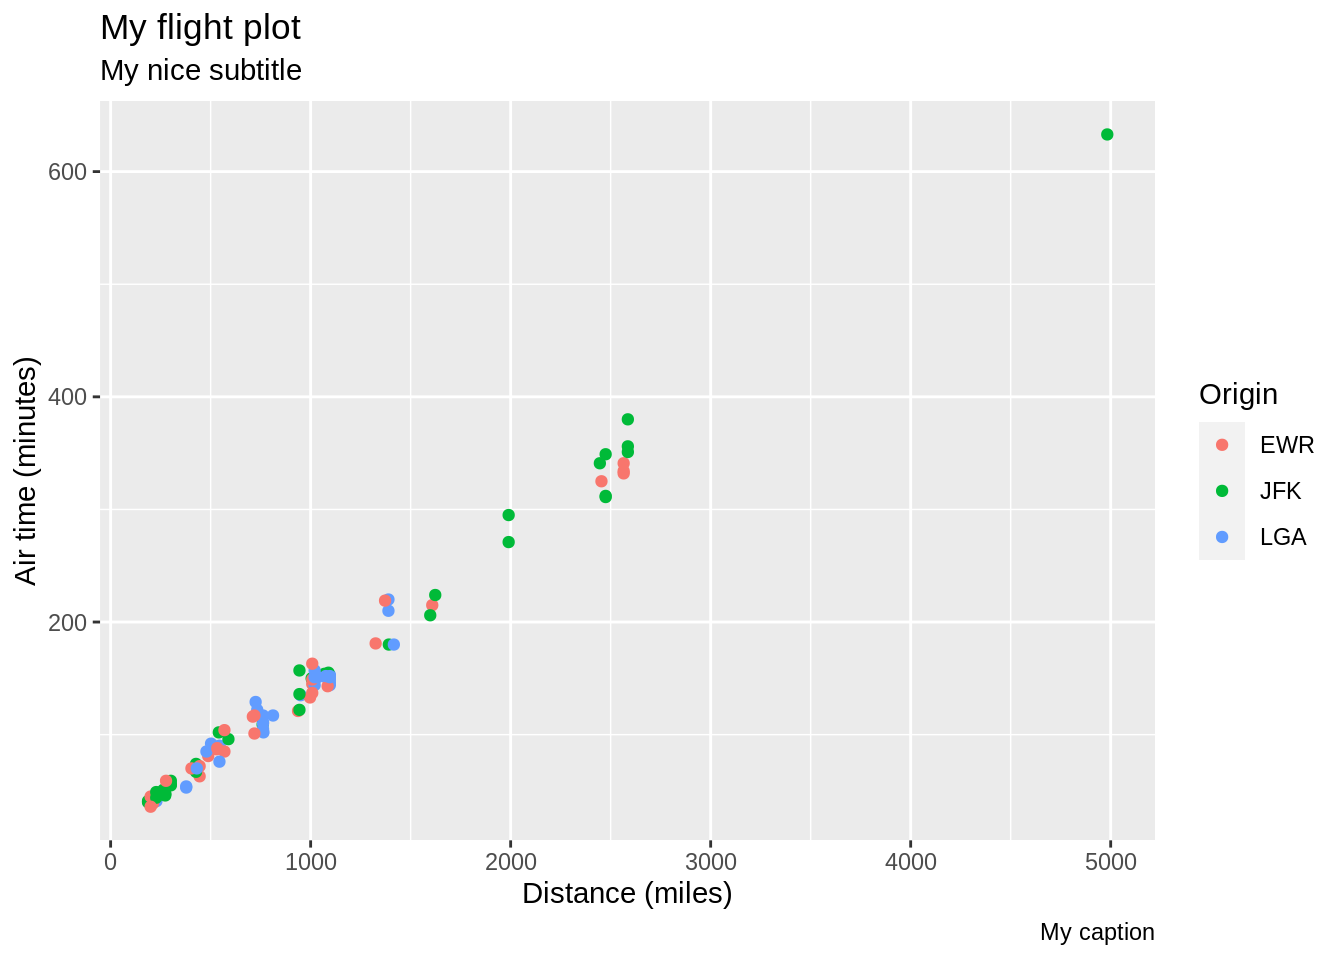 My flight plot
My nice subtitle
600
400
200
Air time (minutes)
0 1000 2000 3000 4000 5000
Distance (miles)
Origin
EWR
JFK
LGA
My caption